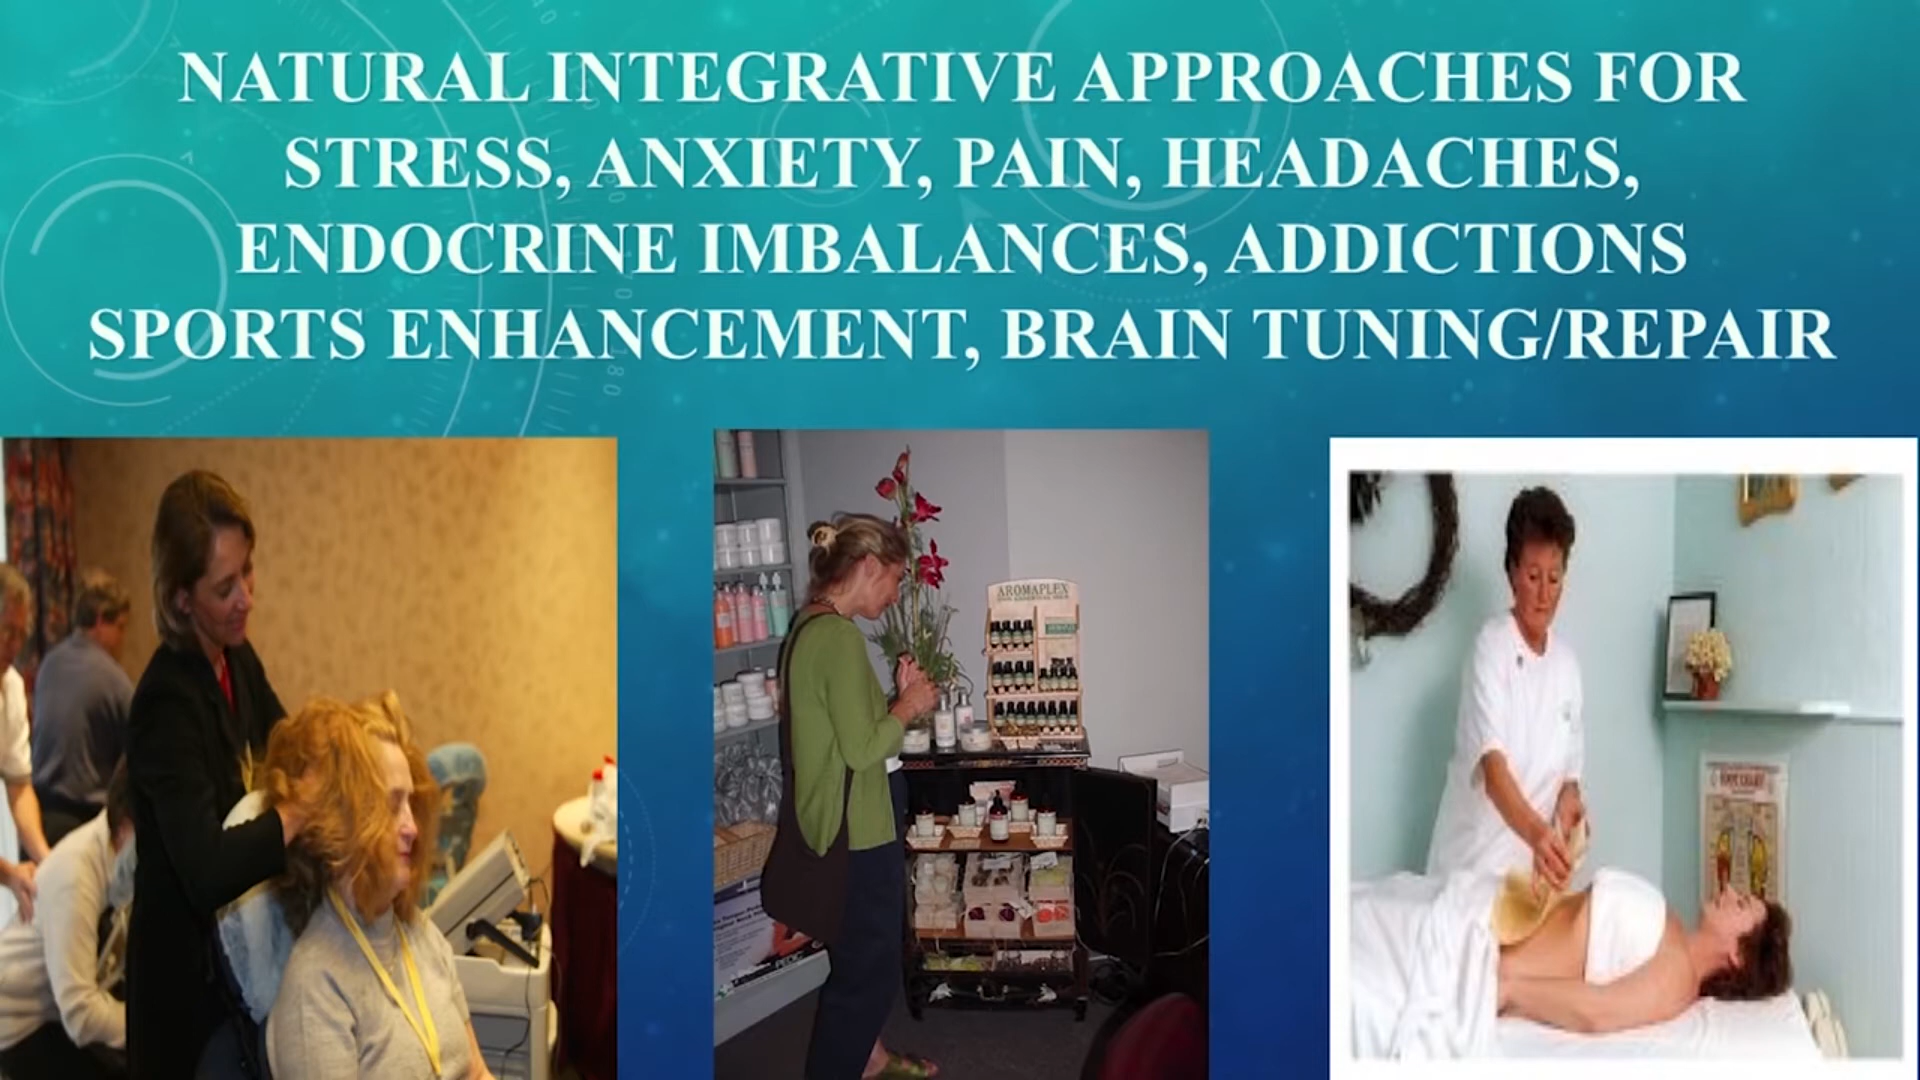 NATURAL INTEGRATIVE APPROACHES FOR
STRESS, ANXIETY, PAIN, HEADACHES,
ENDOCRINE IMBALANCES, ADDICTIONS
SPORTS ENHANCEMENT, BRAIN TUNING/REPAIR
AROMAPLEX